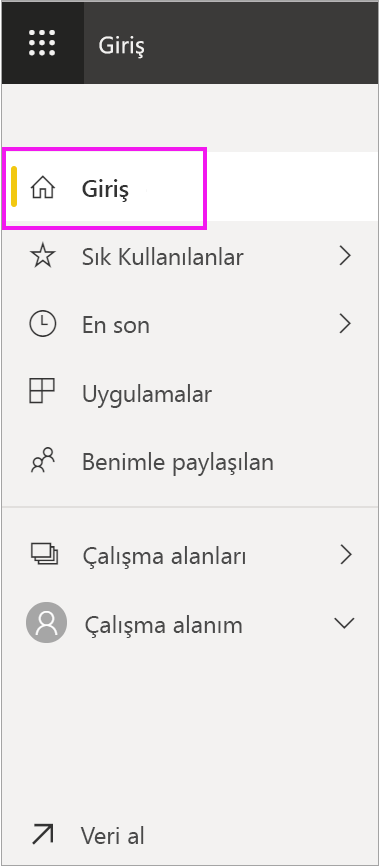 Giriş
Giriş
Sık Kullanılanlar
En son
Uygulamalar
Benimle paylaşılan
Çalışma alanları
Çalışma alanım
Veri al